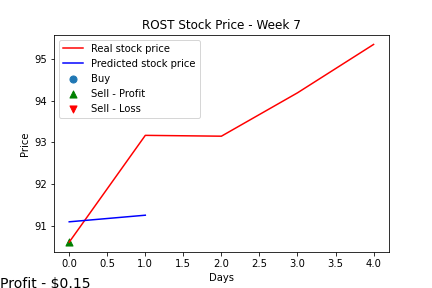 ROST Stock Price - Week 7
Real stock price
Predicted stock price
Buy
Sell - Profit
Sell - Loss
95
94
93
92
91
Price
0.0 0.5 1.0 1.5 2.0 2.5 3.0 3.5 4.0
Days
Profit - $0.15